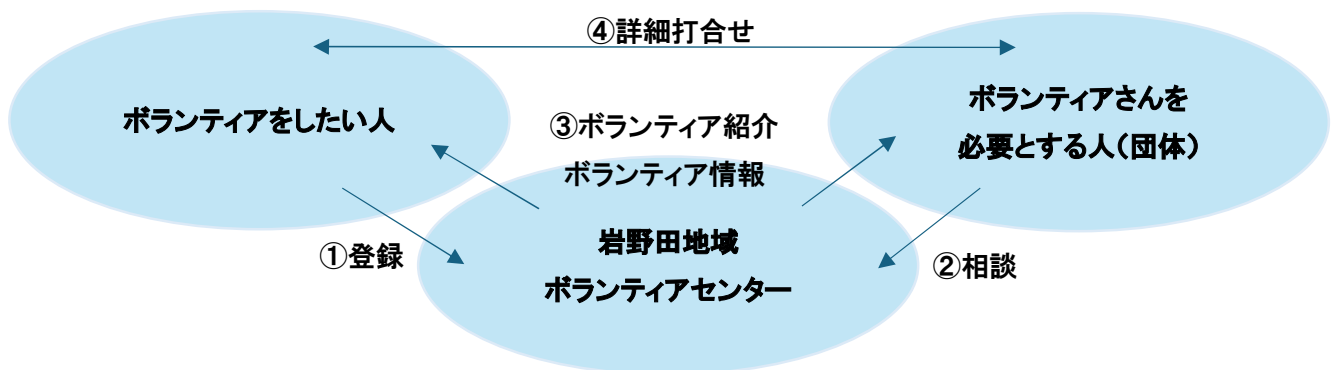 ④詳細打合せ
ボランティアをしたい人
ボランティアさんを
必要とする人(団体)
③ボランティア紹介
ボランティア情報
岩野田地域
ボランティアセンター
①登録
②相談